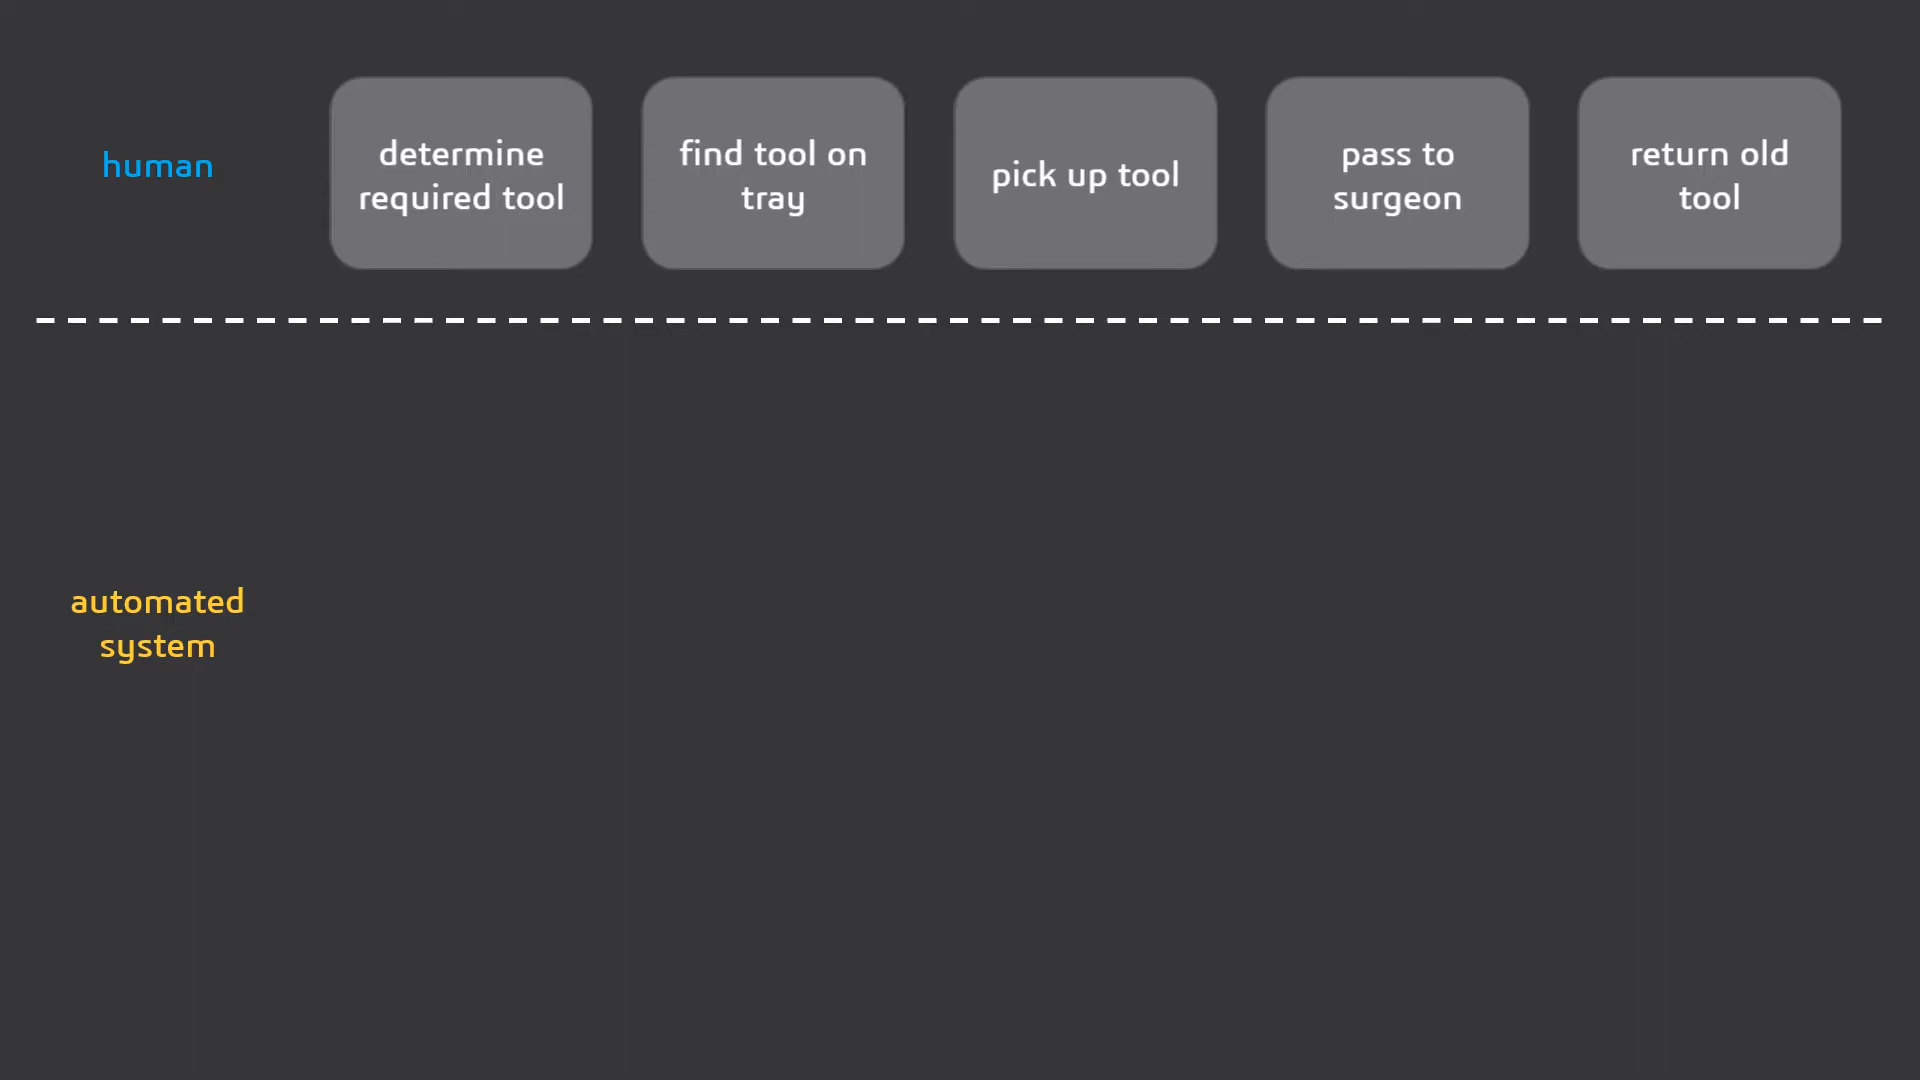 human
determine
required tool
find tool on
tray
pick up tool
pass to
surgeon
return old
tool
automated
system